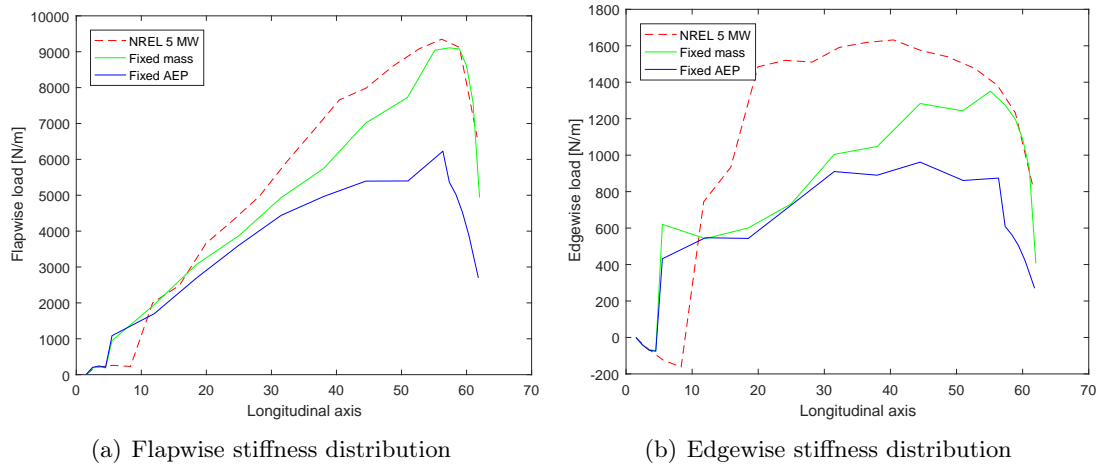 10000
9000
8000
7000
6000
5000
4000
3000
2000
1000
0
Flapwise load [N/m]
NREL 5 MW
Fixed mass
Fixed AEP
0 10 20 30 40 50 60 70
Longitudinal axis
(a) Flapwise stiffness distribution
1800
1600
1400
1200
1000
800
600
400
200
0
-200
Edgewise load [N/m]
NREL 5 MW
Fixed mass
Fixed AEP
0 10 20 30 40 50 60 70
Longitudinal axis
(b) Edgewise stiffness distribution